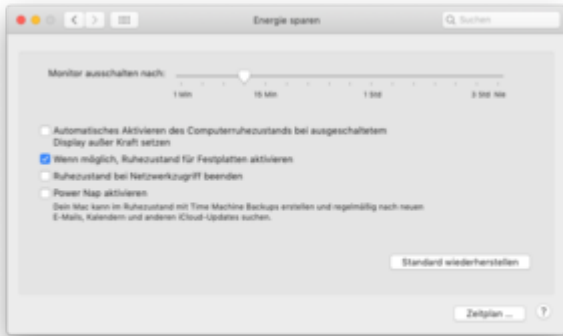 Energie sparen
Suchen
Monitor ausschalten nach:
1 Min
15 Min
1 Std
3 Std Nie
Automatisches Aktivieren des Computerruhezustands bei ausgeschaltetem
Display außer Kraft setzen
Wenn möglich, Ruhezustand für Festplatten aktivieren
Ruhezustand bei Netzwerkzugriff beenden
Power Nap aktivieren
Dein Mac kann im Ruhezustand mit Time Machine Backups erstellen und regelmäßig nach neuen
E-Mails, Kalendern und anderen iCloud-Updates suchen.
Standard wiederherstellen
Zeitplan ...
?